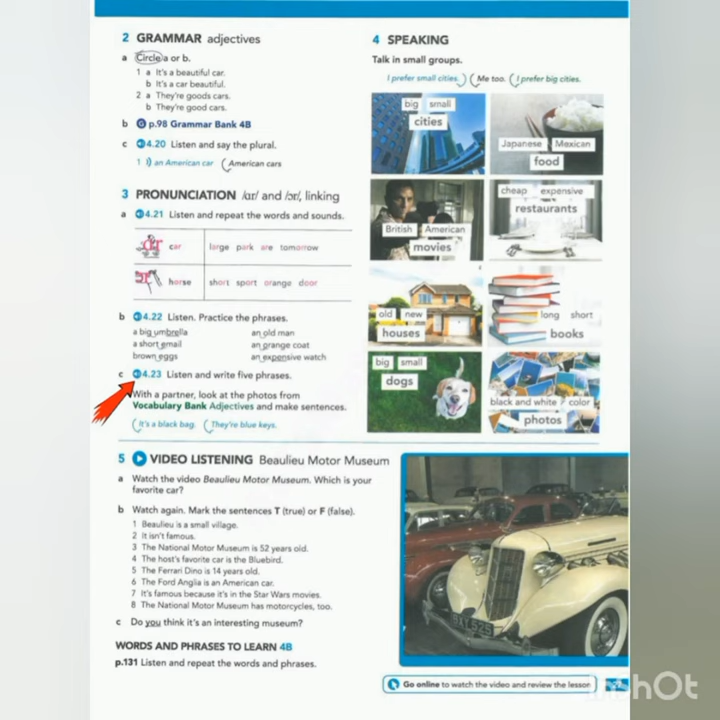 2 GRAMMAR adjectives
a Circle a or b.
1 a It's a beautiful car.
b It's a car beautiful.
2 a They're goods cars.
b They're good cars.
b G p.98 Grammar Bank 4B
c 4.20 Listen and say the plural.
1 an American car American cars
3 PRONUNCIATION /ɑr/ and /ɔr/, linking
a 4.21 Listen and repeat the words and sounds.
ɑr car large park are tomorrow
ɔr horse short sport orange door
b 4.22 Listen. Practice the phrases.
a big umbrella an old man
a short email an orange coat
brown eggs an expensive watch
c 4.23 Listen and write five phrases.
With a partner, look at the photos from
Vocabulary Bank Adjectives and make sentences.
It's a black bag. They're blue keys.
4 SPEAKING
Talk in small groups.
I prefer small cities. Me too. I prefer big cities.
big small
cities
Japanese Mexican
food
British American
movies
cheap expensive
restaurants
old new
houses
long short
books
big small
dogs
black and white color
photos
5 VIDEO LISTENING Beaulieu Motor Museum
a Watch the video Beaulieu Motor Museum. Which is your
favorite car?
b Watch again. Mark the sentences T (true) or F (false).
1 Beaulieu is a small village.
2 It isn't famous.
3 The National Motor Museum is 52 years old.
4 The host's favorite car is the Bluebird.
5 The Ferrari Dino is 14 years old.
6 The Ford Anglia is an American car.
7 It's famous because it's in the Star Wars movies.
8 The National Motor Museum has motorcycles, too.
c Do you think it's an interesting museum?
WORDS AND PHRASES TO LEARN 4B
p.131 Listen and repeat the words and phrases.
Go online to watch the video and review the lesson